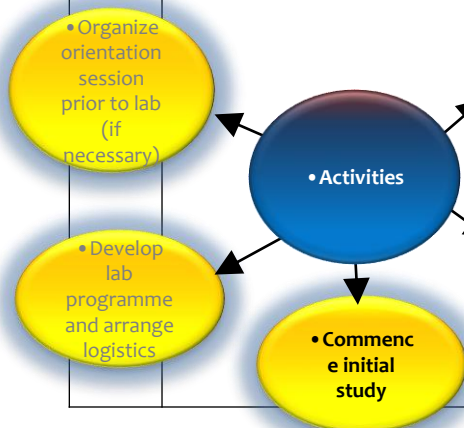 •Organize
orientation
session
prior to lab
(if
necessary)
•Activities
•Develop
lab
programme
and arrange
logistics
•Commenc
e initial
study